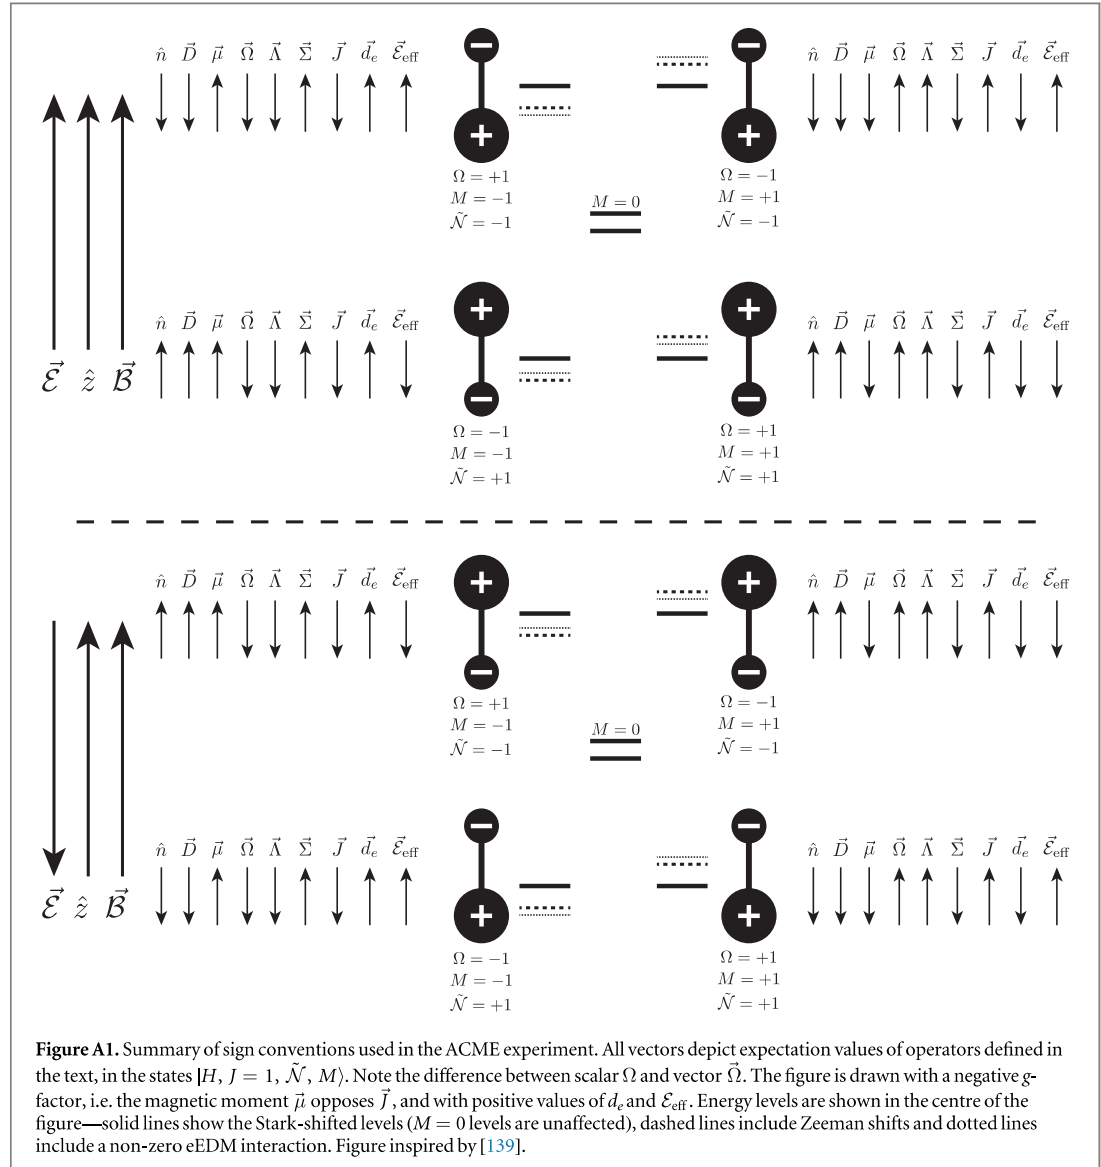 n̂ D⃗ μ⃗ Ω⃗ Λ⃗ Σ⃗ J⃗ d⃗ₑ ℰ⃗eff
−
+
Ω = +1
M = −1
Ñ = −1
−
+
Ω = −1
M = +1
Ñ = −1
n̂ D⃗ μ⃗ Ω⃗ Λ⃗ Σ⃗ J⃗ d⃗ₑ ℰ⃗eff
M = 0
n̂ D⃗ μ⃗ Ω⃗ Λ⃗ Σ⃗ J⃗ d⃗ₑ ℰ⃗eff
+
−
Ω = −1
M = −1
Ñ = +1
+
−
Ω = +1
M = +1
Ñ = +1
n̂ D⃗ μ⃗ Ω⃗ Λ⃗ Σ⃗ J⃗ d⃗ₑ ℰ⃗eff
ℰ⃗ ẑ ℬ⃗
n̂ D⃗ μ⃗ Ω⃗ Λ⃗ Σ⃗ J⃗ d⃗ₑ ℰ⃗eff
+
−
Ω = +1
M = −1
Ñ = −1
+
−
Ω = −1
M = +1
Ñ = −1
n̂ D⃗ μ⃗ Ω⃗ Λ⃗ Σ⃗ J⃗ d⃗ₑ ℰ⃗eff
M = 0
n̂ D⃗ μ⃗ Ω⃗ Λ⃗ Σ⃗ J⃗ d⃗ₑ ℰ⃗eff
−
+
Ω = −1
M = −1
Ñ = +1
−
+
Ω = +1
M = +1
Ñ = +1
n̂ D⃗ μ⃗ Ω⃗ Λ⃗ Σ⃗ J⃗ d⃗ₑ ℰ⃗eff
ℰ⃗ ẑ ℬ⃗
Figure A1. Summary of sign conventions used in the ACME experiment. All vectors depict expectation values of operators defined in
the text, in the states |H, J = 1, Ñ, M⟩. Note the difference between scalar Ω and vector Ω⃗. The figure is drawn with a negative g-
factor, i.e. the magnetic moment μ⃗ opposes J⃗, and with positive values of dₑ and ℰeff. Energy levels are shown in the centre of the
figure—solid lines show the Stark-shifted levels (M = 0 levels are unaffected), dashed lines include Zeeman shifts and dotted lines
include a non-zero eEDM interaction. Figure inspired by [139].